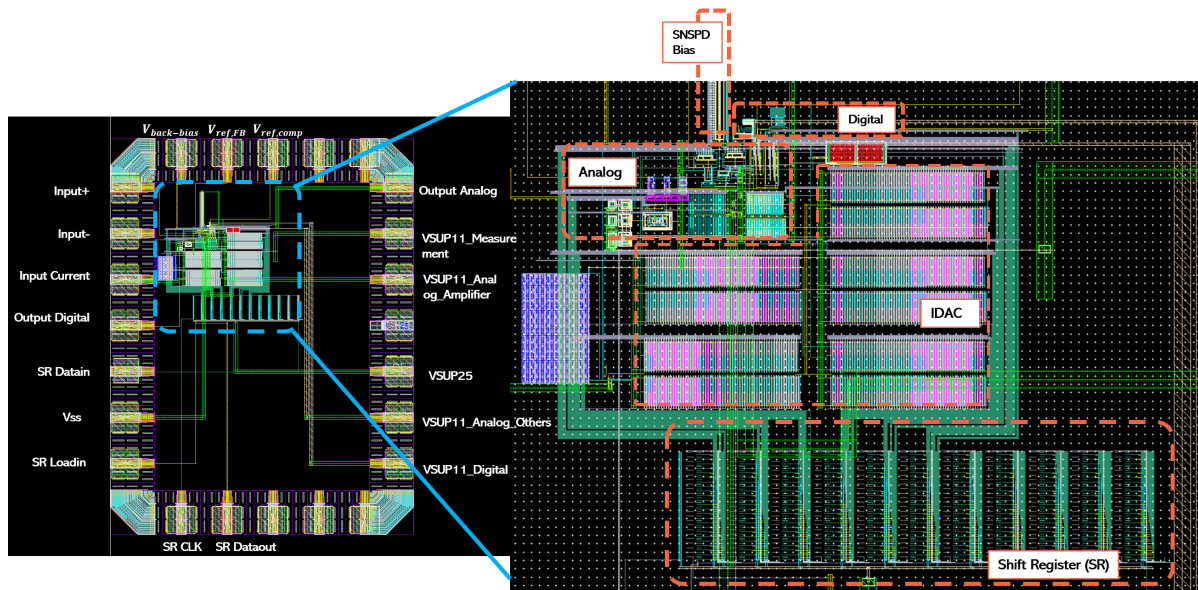 SNSPD
Bias
Digital
Analog
IDAC
Shift Register (SR)
V_back−bias V_ref,FB V_ref,comp
Input+
Input-
Input Current
Output Digital
SR Datain
Vss
SR Loadin
Output Analog
VSUP11_Measure
ment
VSUP11_Anal
og_Amplifier
VSUP25
VSUP11_Analog_Others
VSUP11_Digital
SR CLK SR Dataout